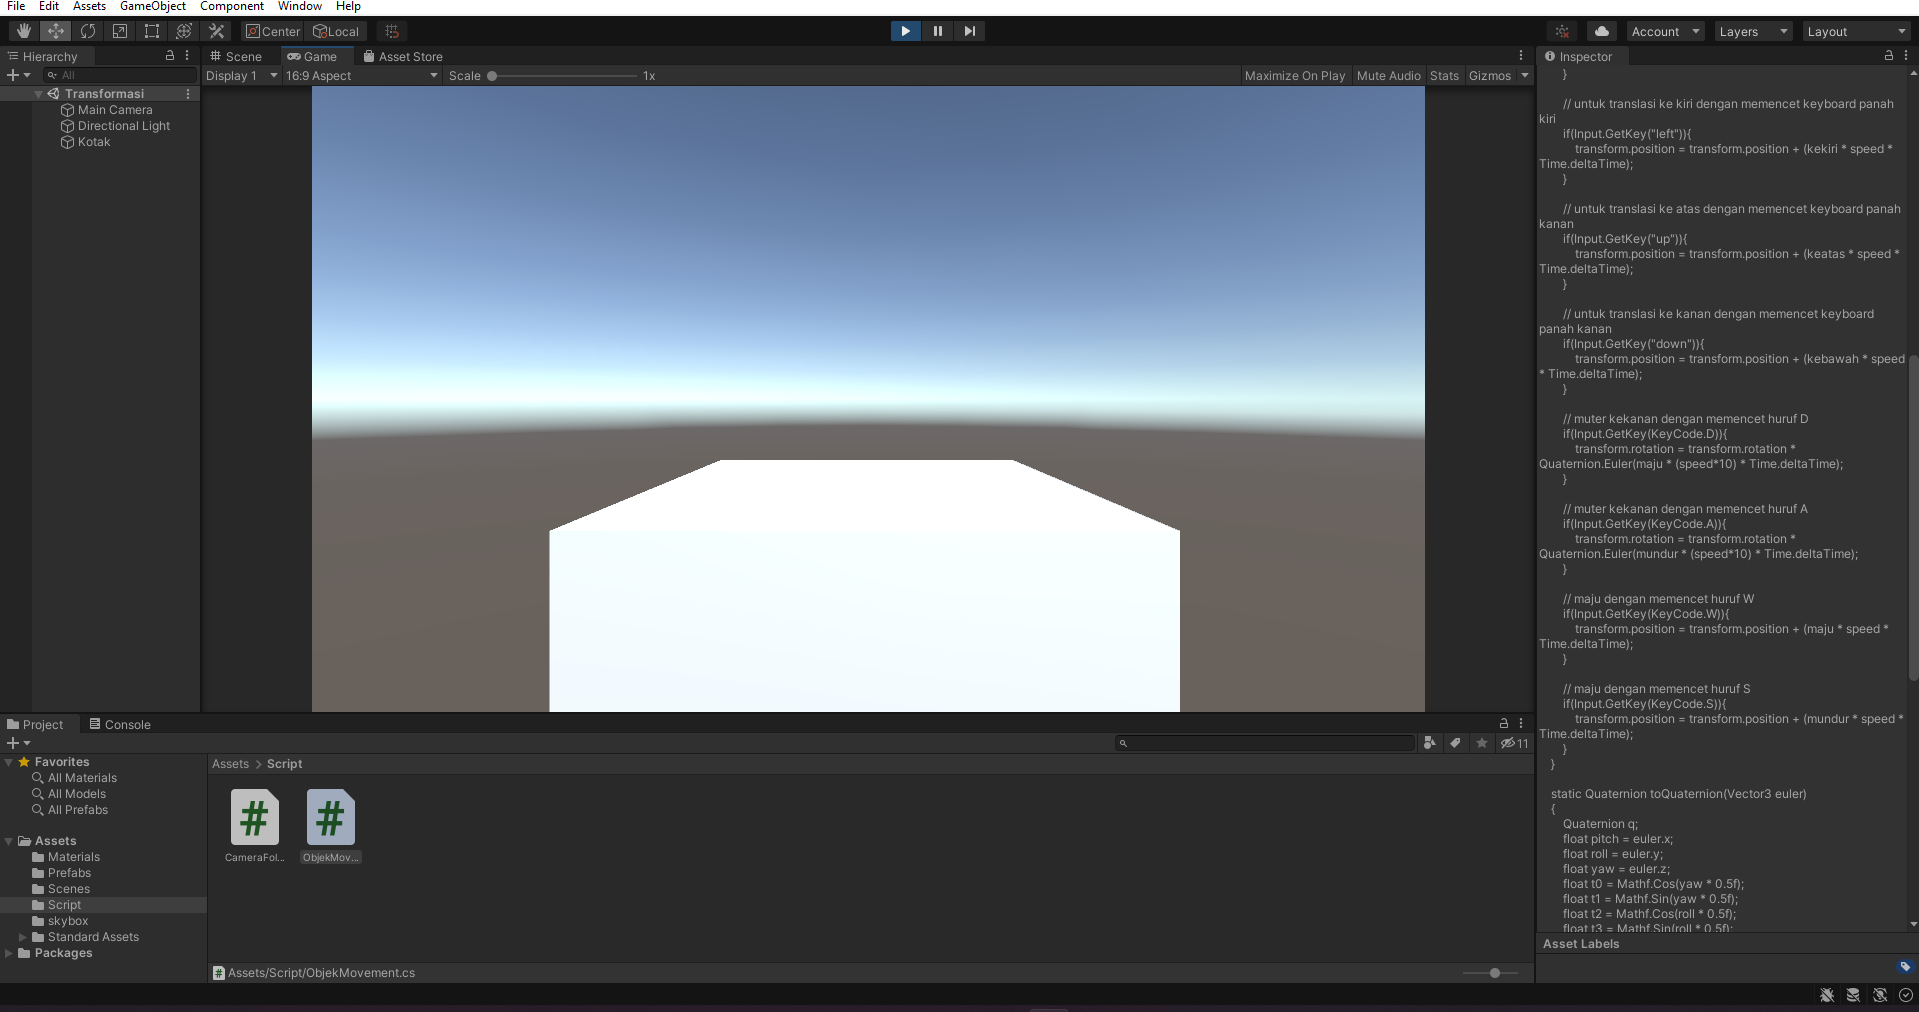 File Edit Assets GameObject Component Window Help
Center Local
Account Layers Layout
Hierarchy
All
Transformasi
Main Camera
Directional Light
Kotak
Scene Game Asset Store
Display 1 16:9 Aspect Scale 1x Maximize On Play Mute Audio Stats Gizmos
Inspector
}
// untuk translasi ke kiri dengan memencet keyboard panah
kiri
if(Input.GetKey("left")){
transform.position = transform.position + (kekiri * speed *
Time.deltaTime);
}
// untuk translasi ke atas dengan memencet keyboard panah
kanan
if(Input.GetKey("up")){
transform.position = transform.position + (keatas * speed *
Time.deltaTime);
}
// untuk translasi ke kanan dengan memencet keyboard
panah kanan
if(Input.GetKey("down")){
transform.position = transform.position + (kebawah * speed
* Time.deltaTime);
}
// muter kekanan dengan memencet huruf D
if(Input.GetKey(KeyCode.D)){
transform.rotation = transform.rotation *
Quaternion.Euler(maju * (speed*10) * Time.deltaTime);
}
// muter kekanan dengan memencet huruf A
if(Input.GetKey(KeyCode.A)){
transform.rotation = transform.rotation *
Quaternion.Euler(mundur * (speed*10) * Time.deltaTime);
}
// maju dengan memencet huruf W
if(Input.GetKey(KeyCode.W)){
transform.position = transform.position + (maju * speed *
Time.deltaTime);
}
// maju dengan memencet huruf S
if(Input.GetKey(KeyCode.S)){
transform.position = transform.position + (mundur * speed *
Time.deltaTime);
}
}
static Quaternion toQuaternion(Vector3 euler)
{
Quaternion q;
float pitch = euler.x;
float roll = euler.y;
float yaw = euler.z;
float t0 = Mathf.Cos(yaw * 0.5f);
float t1 = Mathf.Sin(yaw * 0.5f);
float t2 = Mathf.Cos(roll * 0.5f);
float t3 = Mathf.Sin(roll * 0.5f);
Asset Labels
Project Console
11
Favorites
All Materials
All Models
All Prefabs
Assets
Materials
Prefabs
Scenes
Script
skybox
Standard Assets
Packages
Assets > Script
CameraFol... ObjekMov...
Assets/Script/ObjekMovement.cs